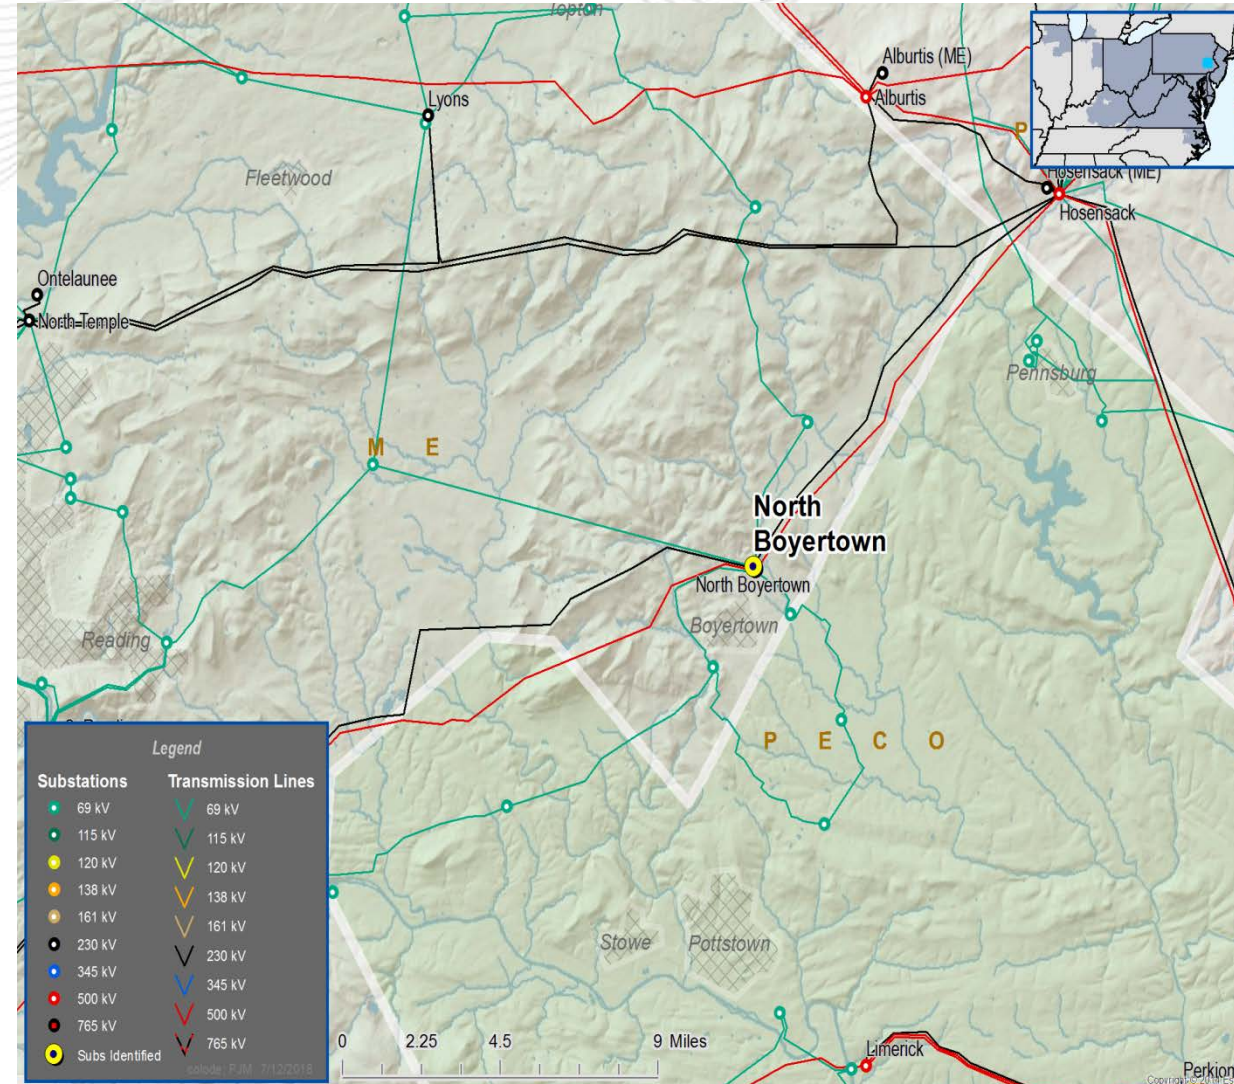 Topton
Alburtis (ME)
Alburtis
Lyons
P
Hosensack (ME)
Hosensack
Fleetwood
Ontelaunee
North Temple
Pennsburg
M E
North
Boyertown
North Boyertown
Boyertown
Reading
P E C O
Legend
Substations
Transmission Lines
69 kV
69 kV
115 kV
115 kV
120 kV
120 kV
138 kV
138 kV
161 kV
161 kV
230 kV
230 kV
345 kV
345 kV
500 kV
500 kV
765 kV
765 kV
Subs Identified
Stowe
Pottstown
0 2.25 4.5 9 Miles
Limerick
Perkion